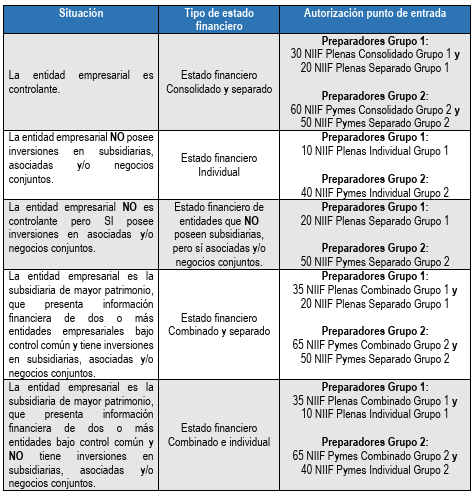 Situación
Tipo de estado
financiero
Autorización punto de entrada
La entidad empresarial es
controlante.
Estado financiero
Consolidado y separado
Preparadores Grupo 1:
30 NIIF Plenas Consolidado Grupo 1 y
20 NIIF Plenas Separado Grupo 1
Preparadores Grupo 2:
60 NIIF Pymes Consolidado Grupo 2 y
50 NIIF Pymes Separado Grupo 2
La entidad empresarial NO posee
inversiones en subsidiarias,
asociadas y/o negocios
conjuntos.
Estado financiero
Individual
Preparadores Grupo 1:
10 NIIF Plenas Individual Grupo 1
Preparadores Grupo 2:
40 NIIF Pymes Individual Grupo 2
La entidad empresarial NO es
controlante pero SI posee
inversiones en asociadas y/o
negocios conjuntos.
Estado financiero de
entidades que NO
poseen subsidiarias,
pero sí asociadas y/o
negocios conjuntos.
Preparadores Grupo 1:
20 NIIF Plenas Separado Grupo 1
Preparadores Grupo 2:
50 NIIF Pymes Separado Grupo 2
La entidad empresarial es la
subsidiaria de mayor patrimonio,
que presenta información
financiera de dos o más
entidades empresariales bajo
control común y tiene inversiones
en subsidiarias, asociadas y/o
negocios conjuntos.
Estado financiero
Combinado y separado
Preparadores Grupo 1:
35 NIIF Plenas Combinado Grupo 1 y
20 NIIF Plenas Separado Grupo 1
Preparadores Grupo 2:
65 NIIF Pymes Combinado Grupo 2 y
50 NIIF Pymes Separado Grupo 2
La entidad empresarial es la
subsidiaria de mayor patrimonio,
que presenta información
financiera de dos o más
entidades bajo control común y
NO tiene inversiones en
subsidiarias, asociadas y/o
negocios conjuntos.
Estado financiero
Combinado e individual
Preparadores Grupo 1:
35 NIIF Plenas Combinado Grupo 1 y
10 NIIF Plenas Individual Grupo 1
Preparadores Grupo 2:
65 NIIF Pymes Combinado Grupo 2 y
40 NIIF Pymes Individual Grupo 2